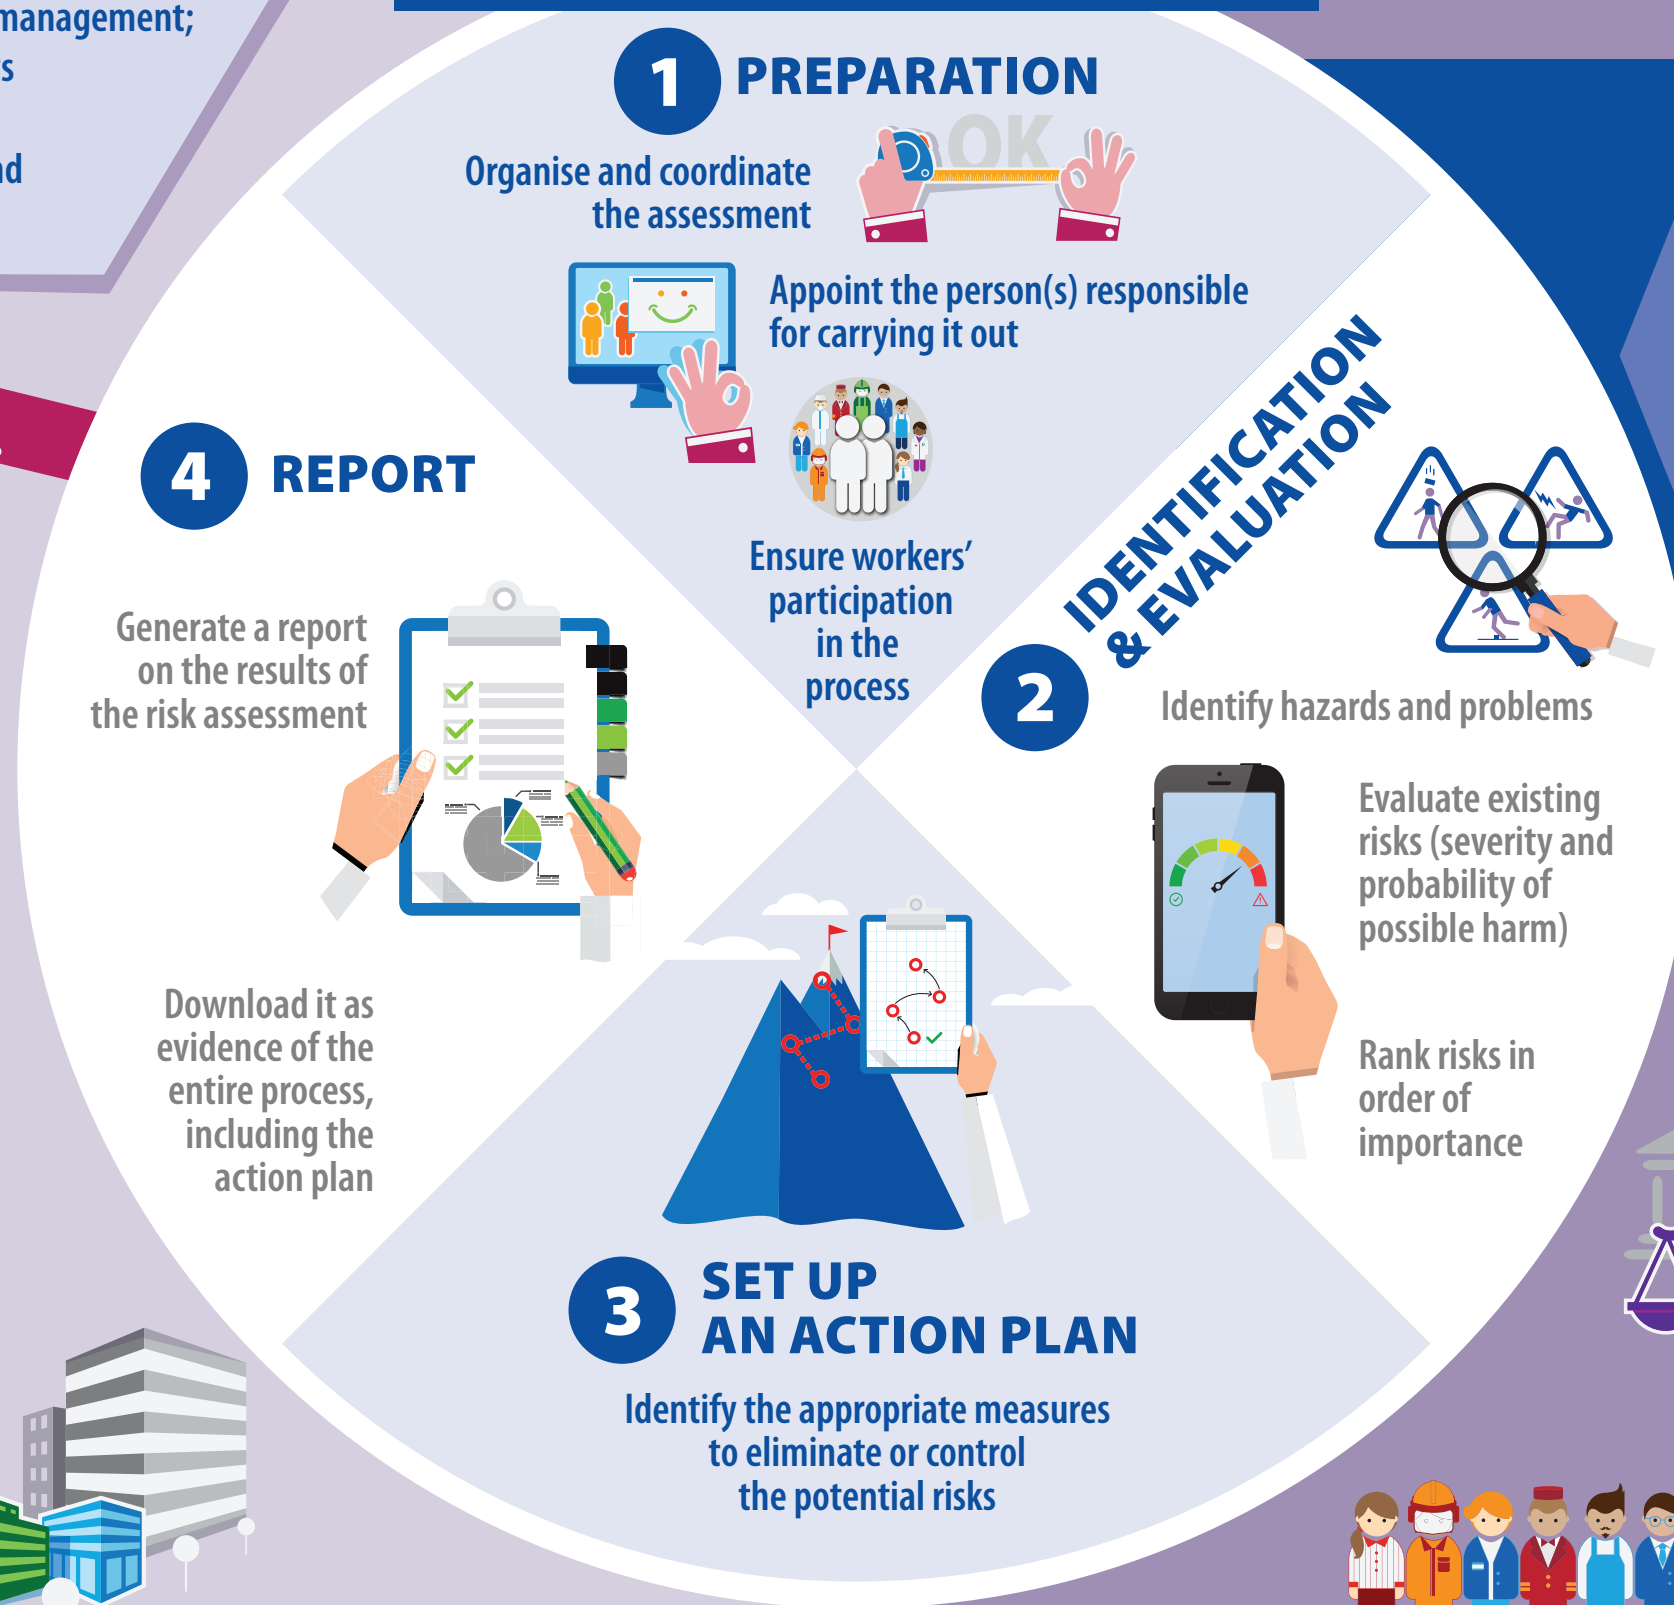 management;
1 PREPARATION
OK
Organise and coordinate
the assessment
Appoint the person(s) responsible
for carrying it out
Ensure workers’
participation
in the
process
2 IDENTIFICATION
& EVALUATION
Identify hazards and problems
Evaluate existing
risks (severity and
probability of
possible harm)
Rank risks in
order of
importance
3 SET UP
AN ACTION PLAN
Identify the appropriate measures
to eliminate or control
the potential risks
4 REPORT
Generate a report
on the results of
the risk assessment
Download it as
evidence of the
entire process,
including the
action plan